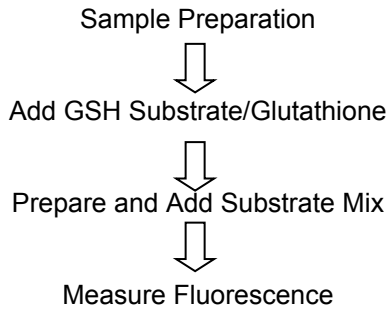 Sample Preparation
Add GSH Substrate/Glutathione
Prepare and Add Substrate Mix
Measure Fluorescence